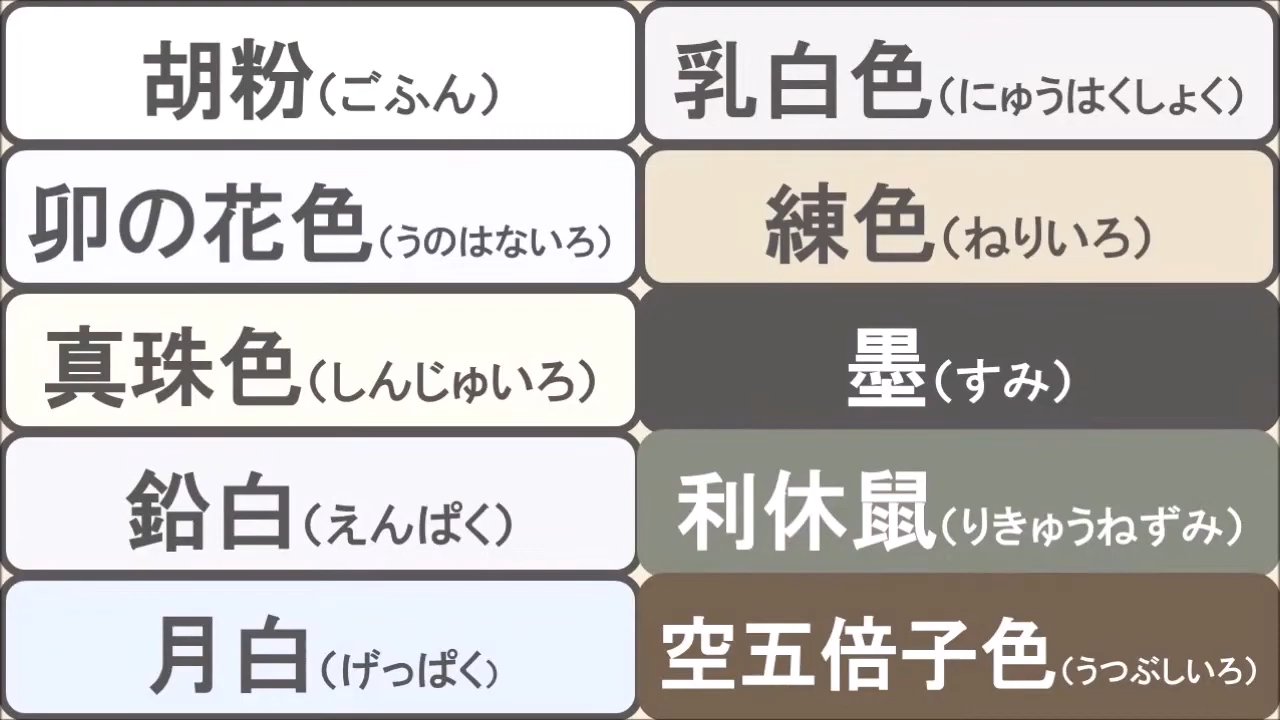 胡粉(ごふん)
乳白色(にゅうはくしょく)
卯の花色(うのはないろ)
練色(ねりいろ)
真珠色(しんじゅいろ)
墨(すみ)
鉛白(えんぱく)
利休鼠(りきゅうねずみ)
月白(げっぱく)
空五倍子色(うつぶしいろ)